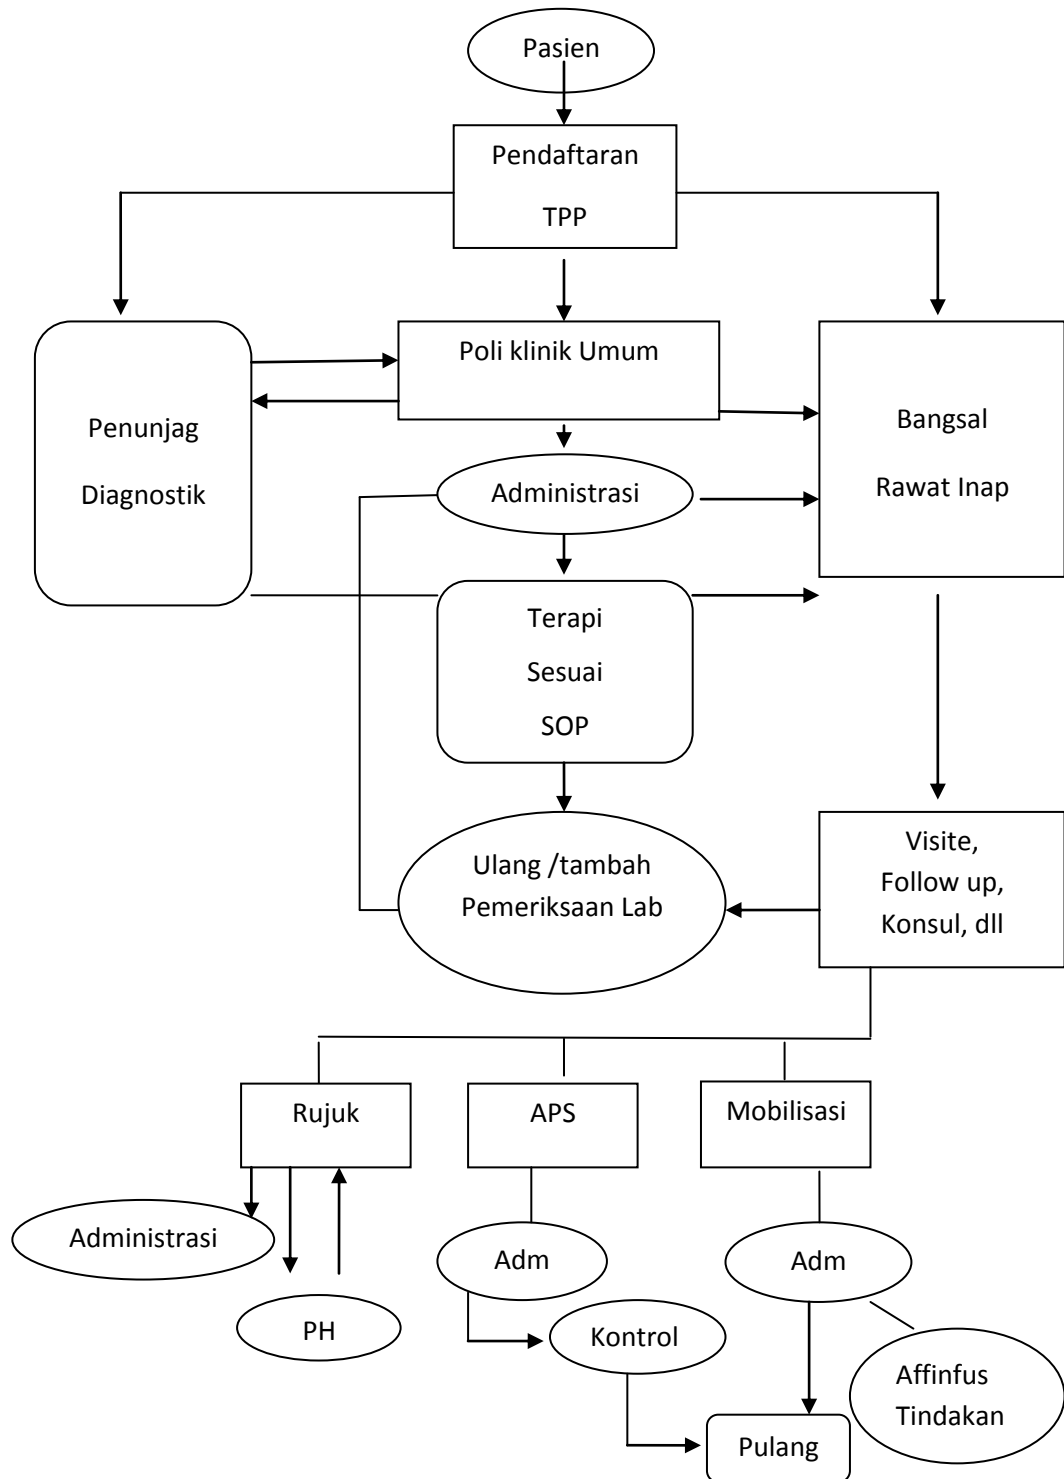 Pasien
Pendaftaran
TPP
Poli klinik Umum
Penunjag
Diagnostik
Bangsal
Rawat Inap
Administrasi
Terapi
Sesuai
SOP
Ulang /tambah
Pemeriksaan Lab
Visite,
Follow up,
Konsul, dll
Rujuk
APS
Mobilisasi
Administrasi
Adm
Adm
PH
Kontrol
Affinfus
Tindakan
Pulang